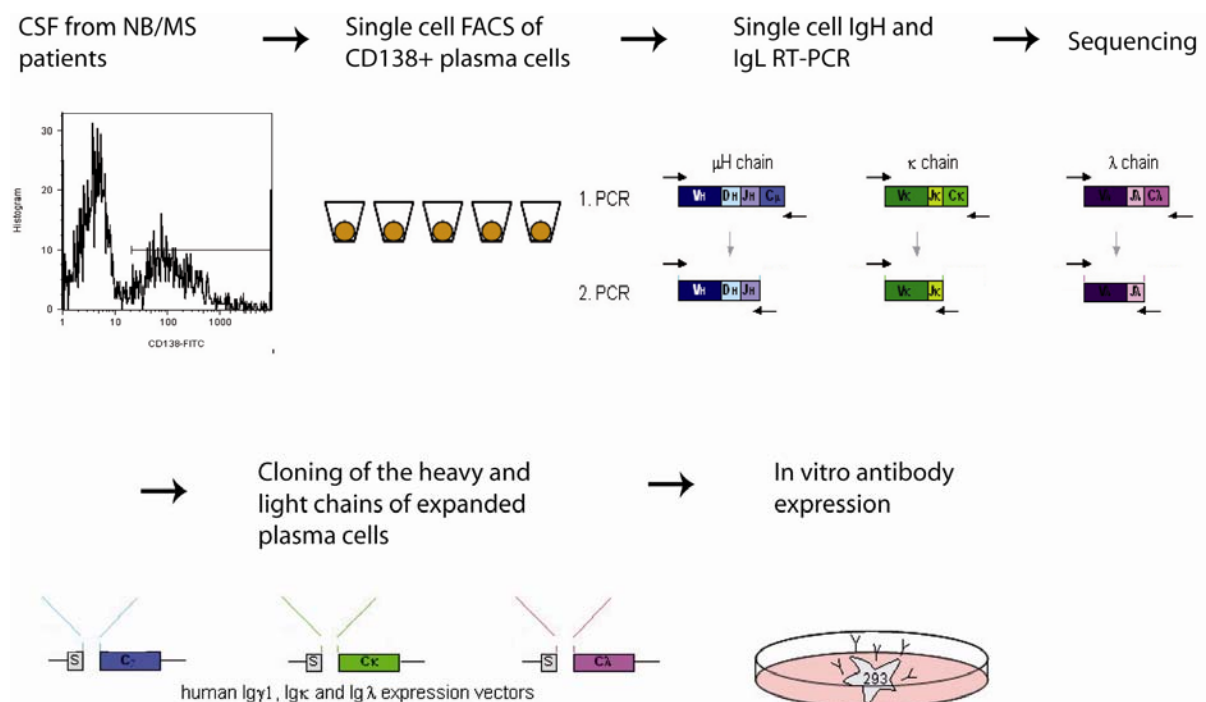 CSF from NB/MS
patients
Single cell FACS of
CD138+ plasma cells
Single cell IgH and
IgL RT-PCR
Sequencing
30
20
10
0
Histogram
1 10 100 1000
CD138-FITC
μH chain
κ chain
λ chain
1. PCR
VH DH JH Cμ
Vκ Jκ Cκ
Jλ Cλ
2. PCR
VH DH JH
Vκ Jκ
Jλ
Cloning of the heavy and
light chains of expanded
plasma cells
In vitro antibody
expression
S
S Cκ
S Cλ
human Igγ1, Igκ and Igλ expression vectors
293